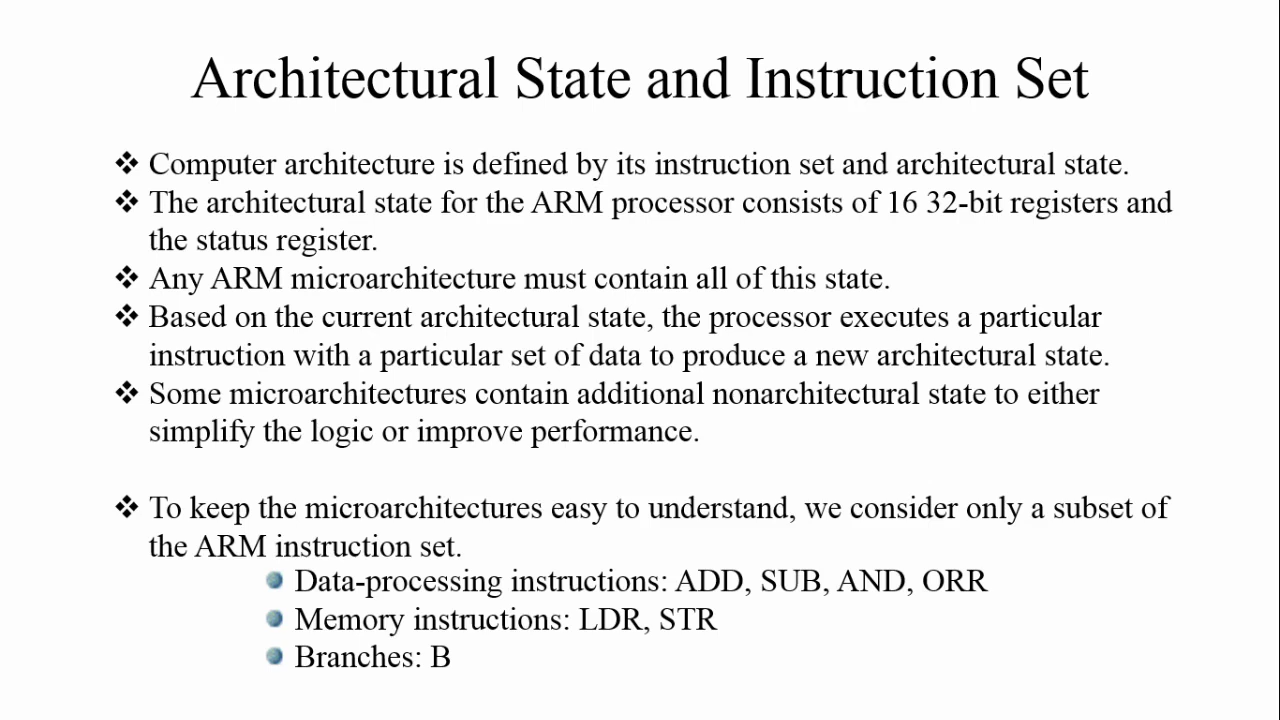 Architectural State and Instruction Set
❖ Computer architecture is defined by its instruction set and architectural state.
❖ The architectural state for the ARM processor consists of 16 32-bit registers and
the status register.
❖ Any ARM microarchitecture must contain all of this state.
❖ Based on the current architectural state, the processor executes a particular
instruction with a particular set of data to produce a new architectural state.
❖ Some microarchitectures contain additional nonarchitectural state to either
simplify the logic or improve performance.
❖ To keep the microarchitectures easy to understand, we consider only a subset of
the ARM instruction set.
Data-processing instructions: ADD, SUB, AND, ORR
Memory instructions: LDR, STR
Branches: B